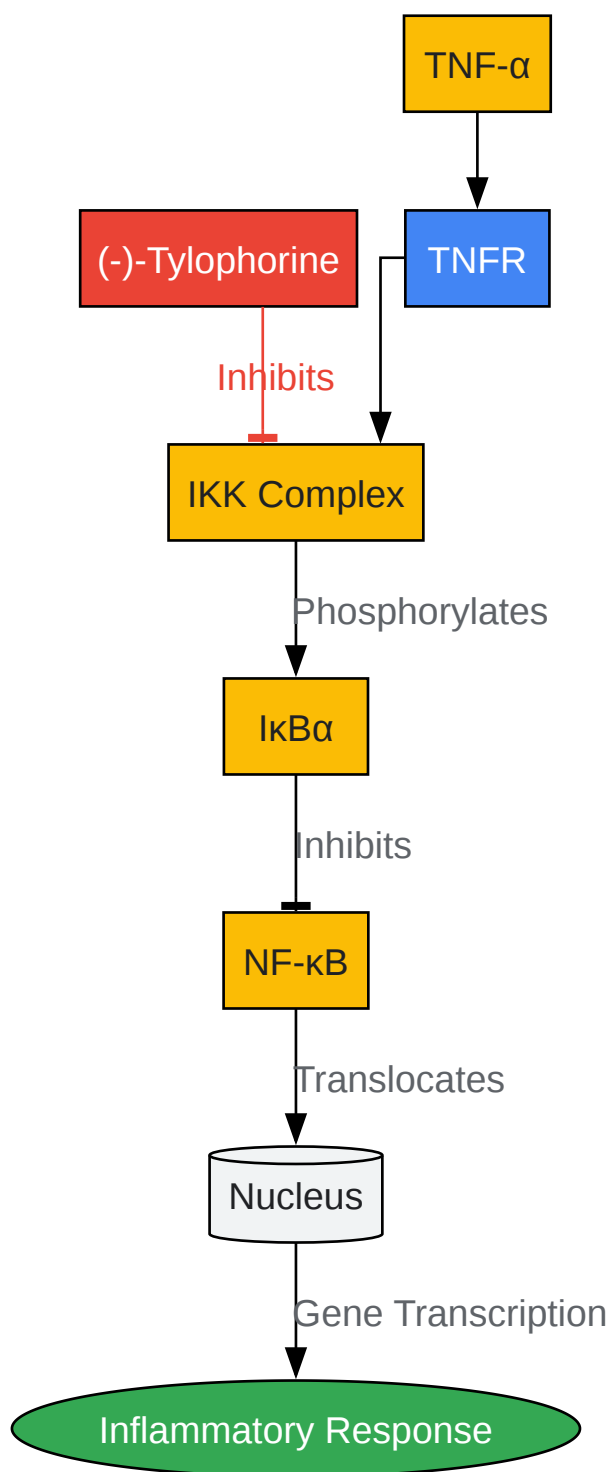 TNF-α
(-)-Tylophorine
TNFR
Inhibits
IKK Complex
Phosphorylates
IκBα
Inhibits
NF-κB
Translocates
Nucleus
Gene Transcription
Inflammatory Response